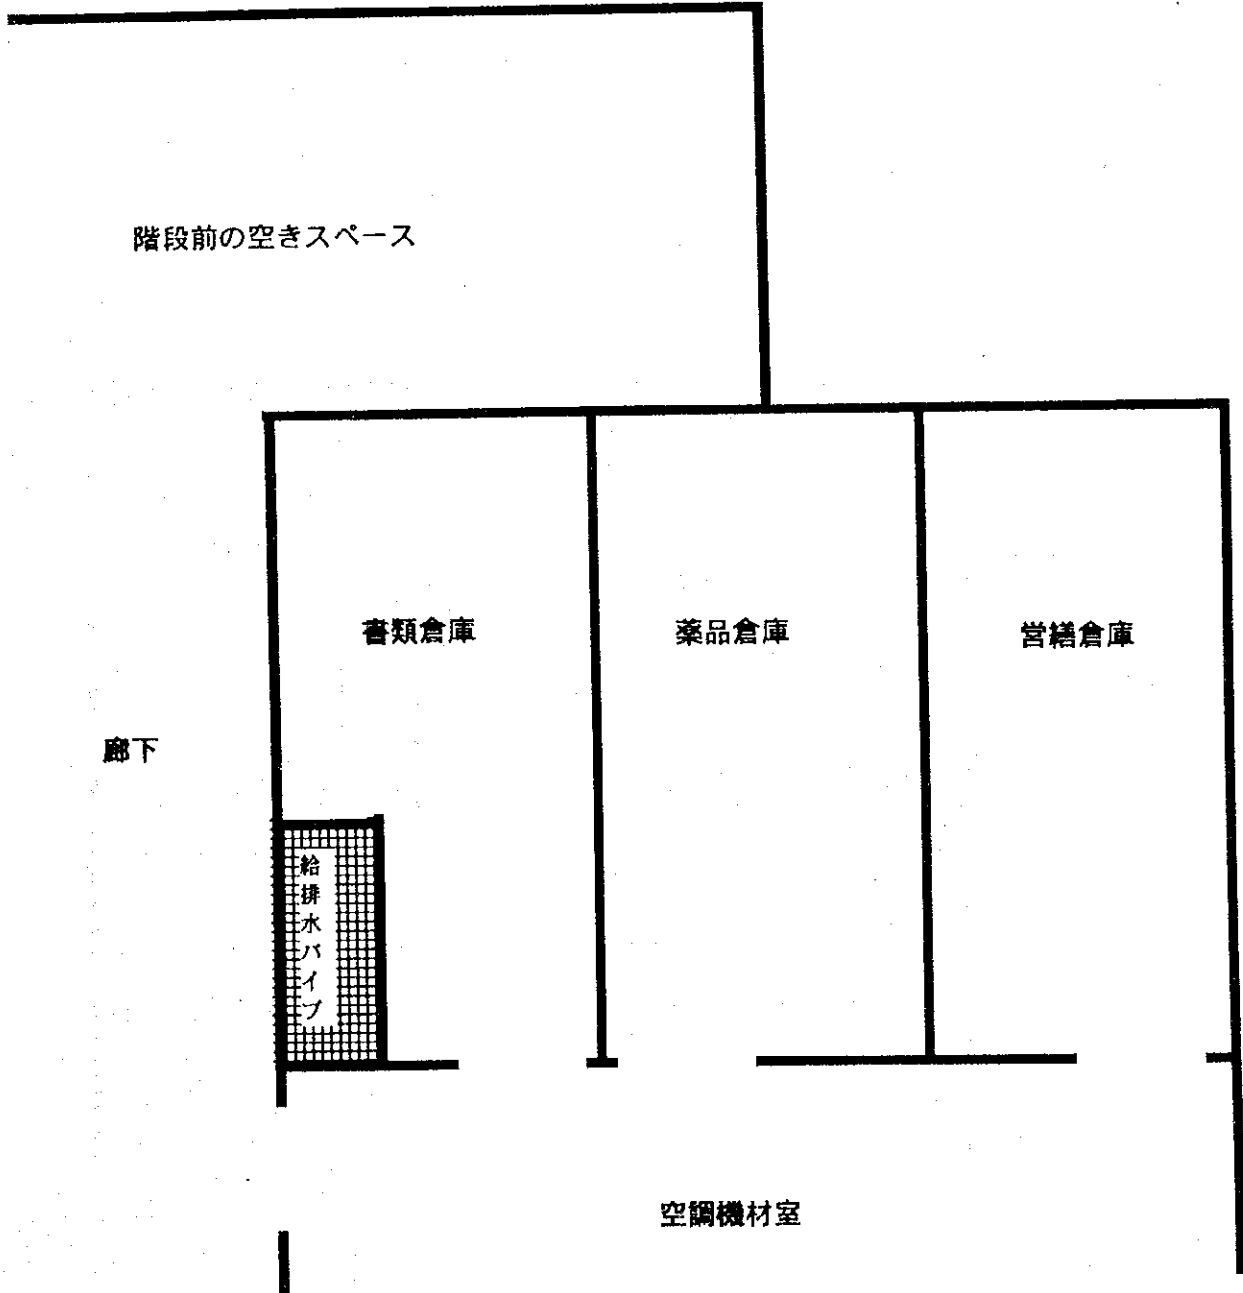 階段前の空きスペース
書類倉庫
薬品倉庫
営繕倉庫
廊下
給排水パイプ
空調機材室